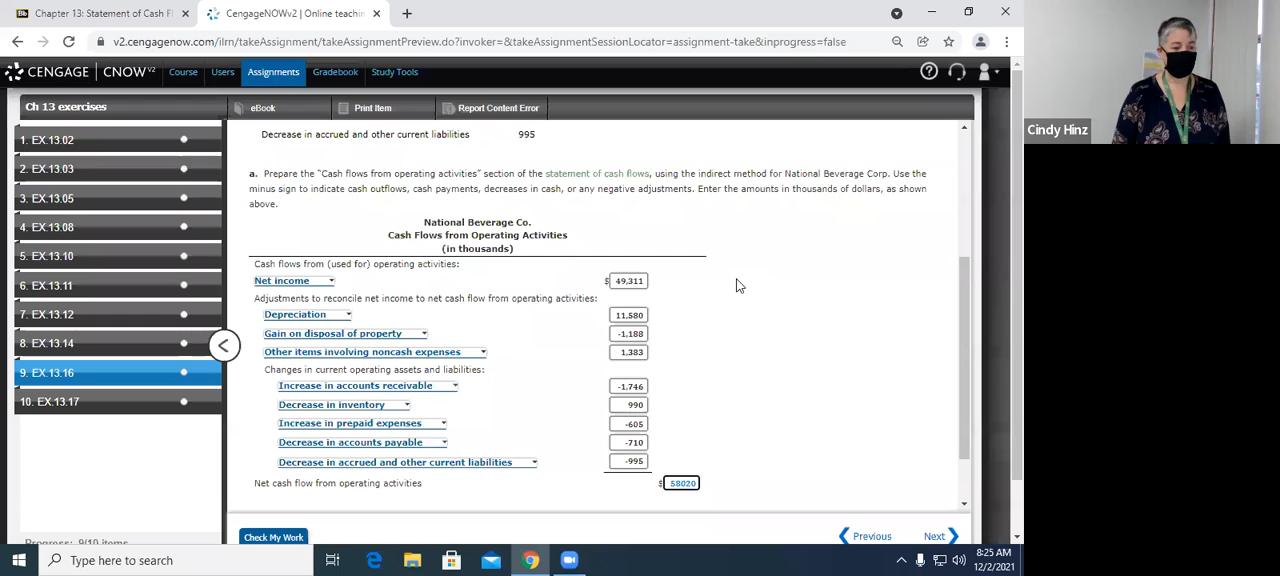 Chapter 13: Statement of Cash F
CengageNOWv2 | Online teachin
v2.cengagenow.com/ilrn/takeAssignment/takeAssignmentPreview.do?invoker=&takeAssignmentSessionLocator=assignment-take&inprogress=false
CENGAGE | CNOWV2 Course Users Assignments Gradebook Study Tools
Ch 13 exercises
eBook Print Item Report Content Error
1. EX.13.02
2. EX.13.03
3. EX.13.05
4. EX.13.08
5. EX.13.10
6. EX.13.11
7. EX.13.12
8. EX.13.14
9. EX.13.16
10. EX.13.17
Progress: 9/10 items
Decrease in accrued and other current liabilities 995
a. Prepare the "Cash flows from operating activities" section of the statement of cash flows, using the indirect method for National Beverage Corp. Use the
minus sign to indicate cash outflows, cash payments, decreases in cash, or any negative adjustments. Enter the amounts in thousands of dollars, as shown
above.
National Beverage Co.
Cash Flows from Operating Activities
(in thousands)
Cash flows from (used for) operating activities:
Net income $ 49,311
Adjustments to reconcile net income to net cash flow from operating activities:
Depreciation 11,580
Gain on disposal of property -1,188
Other items involving noncash expenses 1,383
Changes in current operating assets and liabilities:
Increase in accounts receivable -1,746
Decrease in inventory 990
Increase in prepaid expenses -605
Decrease in accounts payable -710
Decrease in accrued and other current liabilities -995
Net cash flow from operating activities $ 58020
Check My Work
Previous Next
Cindy Hinz
Type here to search
8:25 AM
12/2/2021